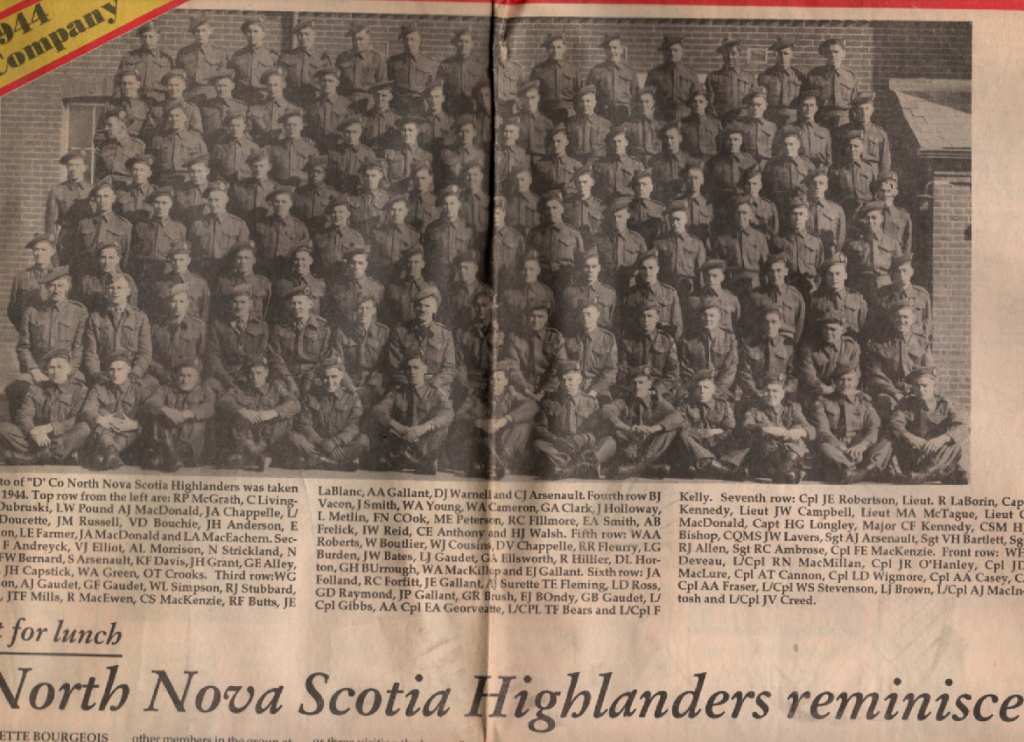 944
Company
to of "D' Co North Nova Scotia Highlanders was taken
1944. Top row from the left are: RP McGrath, C Living-
Dubruski, LW Pound AJ MacDonald, JA Chappelle, L/
Doucette, JM Russell, VD Bouchie, JH Anderson, E
on, LE Farmer, JA MacDonald and LA MacEachern. Sec-
F Andreyck, VJ Elliot, AL Morrison, N Strickland, N
FW Bernard, S Arsenault, KF Davis, JH Grant, GE Alley,
JH Capstick, WA Green, OT Crooks. Third row:WG
on, AJ Gaudet, GF Gaudet, WL Simpson, RJ Stubbard,
JTF Mills, R MacEwen, CS MacKenzie, RF Butts, JE
LaBlanc, AA Gallant, DJ Warnell and CJ Arsenault. Fourth row BJ
Vacon, J Smith, WA Young, WA Cameron, GA Clark, J Holloway,
L Metlin, FN COok, ME Peterson, RC FIllmore, EA Smith, AB
Frelick, IW Reid, CE Anthony and HJ Walsh. Fifth row: WAA
Roberts, W Boutlier, WJ Cousins, DV Chappelle, RR Fleurry, LG
Burden, JW Bates, LJ Gaudet, GA Ellsworth, R Hillier, DL Hor-
ton, GH BUrrough, WA MacKillop and EJ Gallant. Sixth row: JA
Folland, RC Forfitt, JE Gallant, AJ Surette TE Fleming, LD Ross,
GD Raymond, JP Gallant, GR Brush, EJ BOndy, GB Gaudet, L/
Cpl Gibbs, AA Cpl EA Georveatte, L/CPL TF Bears and L/Cpl F
Kelly. Seventh row: Cpl JE Robertson, Lieut. R LaBorin, Cap
Kennedy, Lieut JW Campbell, Lieut MA McTague, Lieut
MacDonald, Capt HG Longley, Major CF Kennedy, CSM H
Bishop, CQMS JW Lavers, Sgt AJ Arsenault, Sgt VH Bartlett, Sg
RJ Allen, Sgt RC Ambrose, Cpl FE MacKenzie. Front row: WF
Deveau, L/Cpl RN MacMillan, Cpl JR O'Hanley, Cpl JD
MacLure, Cpl AT Cannon, Cpl LD Wigmore, Cpl AA Casey, C
Cpl AA Fraser, L/Cpl WS Stevenson, LJ Brown, L/Cpl AJ MacIn-
tosh and L/Cpl JV Creed.
t for lunch
North Nova Scotia Highlanders reminisce
ETTE BOURGEOIS
other members in the group at